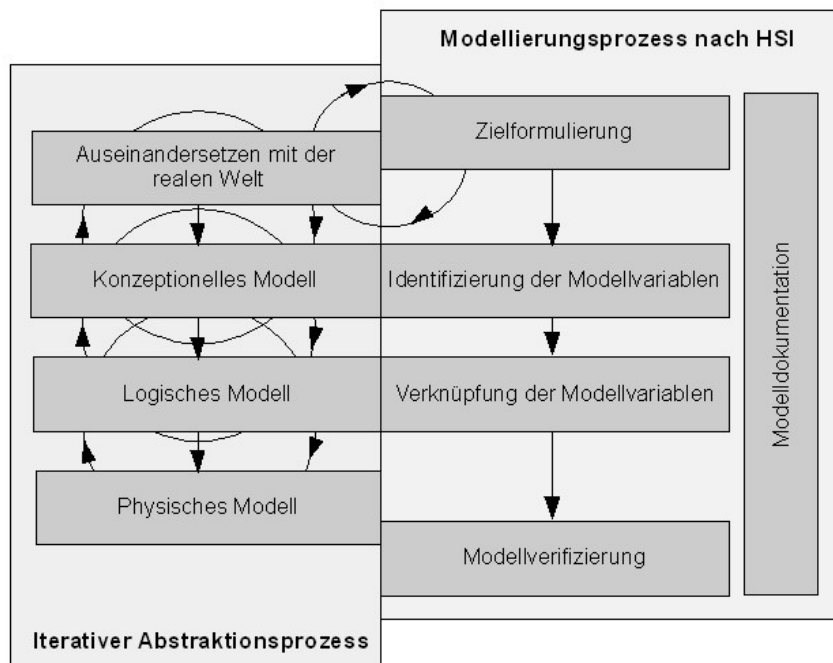 Modellierungsprozess nach HSI
Zielformulierung
Auseinandersetzen mit der
realen Welt
Konzeptionelles Modell
Identifizierung der Modellvariablen
Logisches Modell
Verknüpfung der Modellvariablen
Physisches Modell
Modellverifizierung
Modelldokumentation
Iterativer Abstraktionsprozess